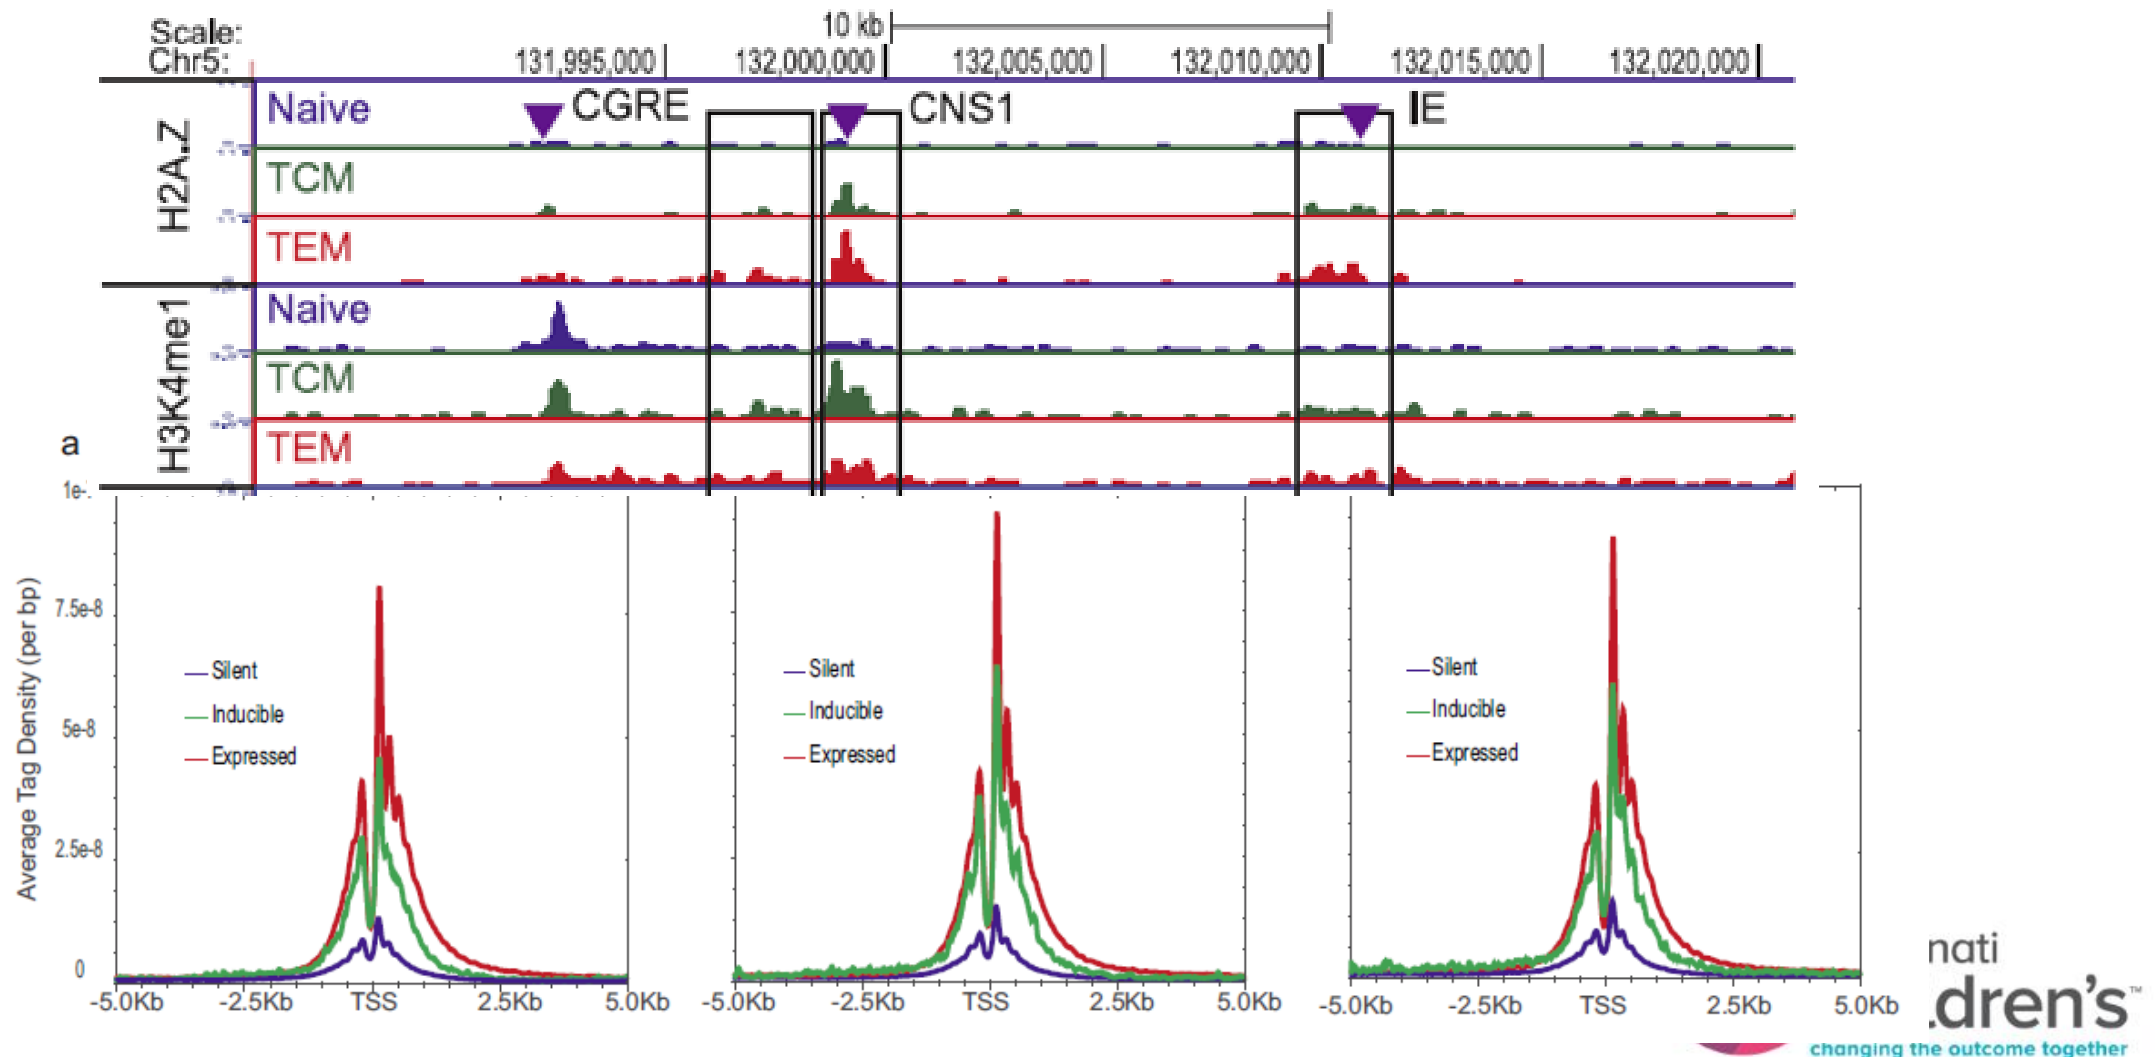 Scale:
10 kb
Chr5:
131,995,000
132,000,000
132,005,000
132,010,000
132,015,000
132,020,000
H2A.Z
Naive
CGRE
CNS1
IE
TCM
TEM
H3K4me1
Naive
TCM
TEM
a
1e-
Average Tag Density (per bp)
7.5e-8
5e-8
2.5e-8
0
Silent
Inducible
Expressed
-5.0Kb -2.5Kb TSS 2.5Kb 5.0Kb
Silent
Inducible
Expressed
-5.0Kb -2.5Kb TSS 2.5Kb 5.0Kb
Silent
Inducible
Expressed
-5.0Kb -2.5Kb TSS 2.5Kb 5.0Kb
nati
dren's™
changing the outcome together